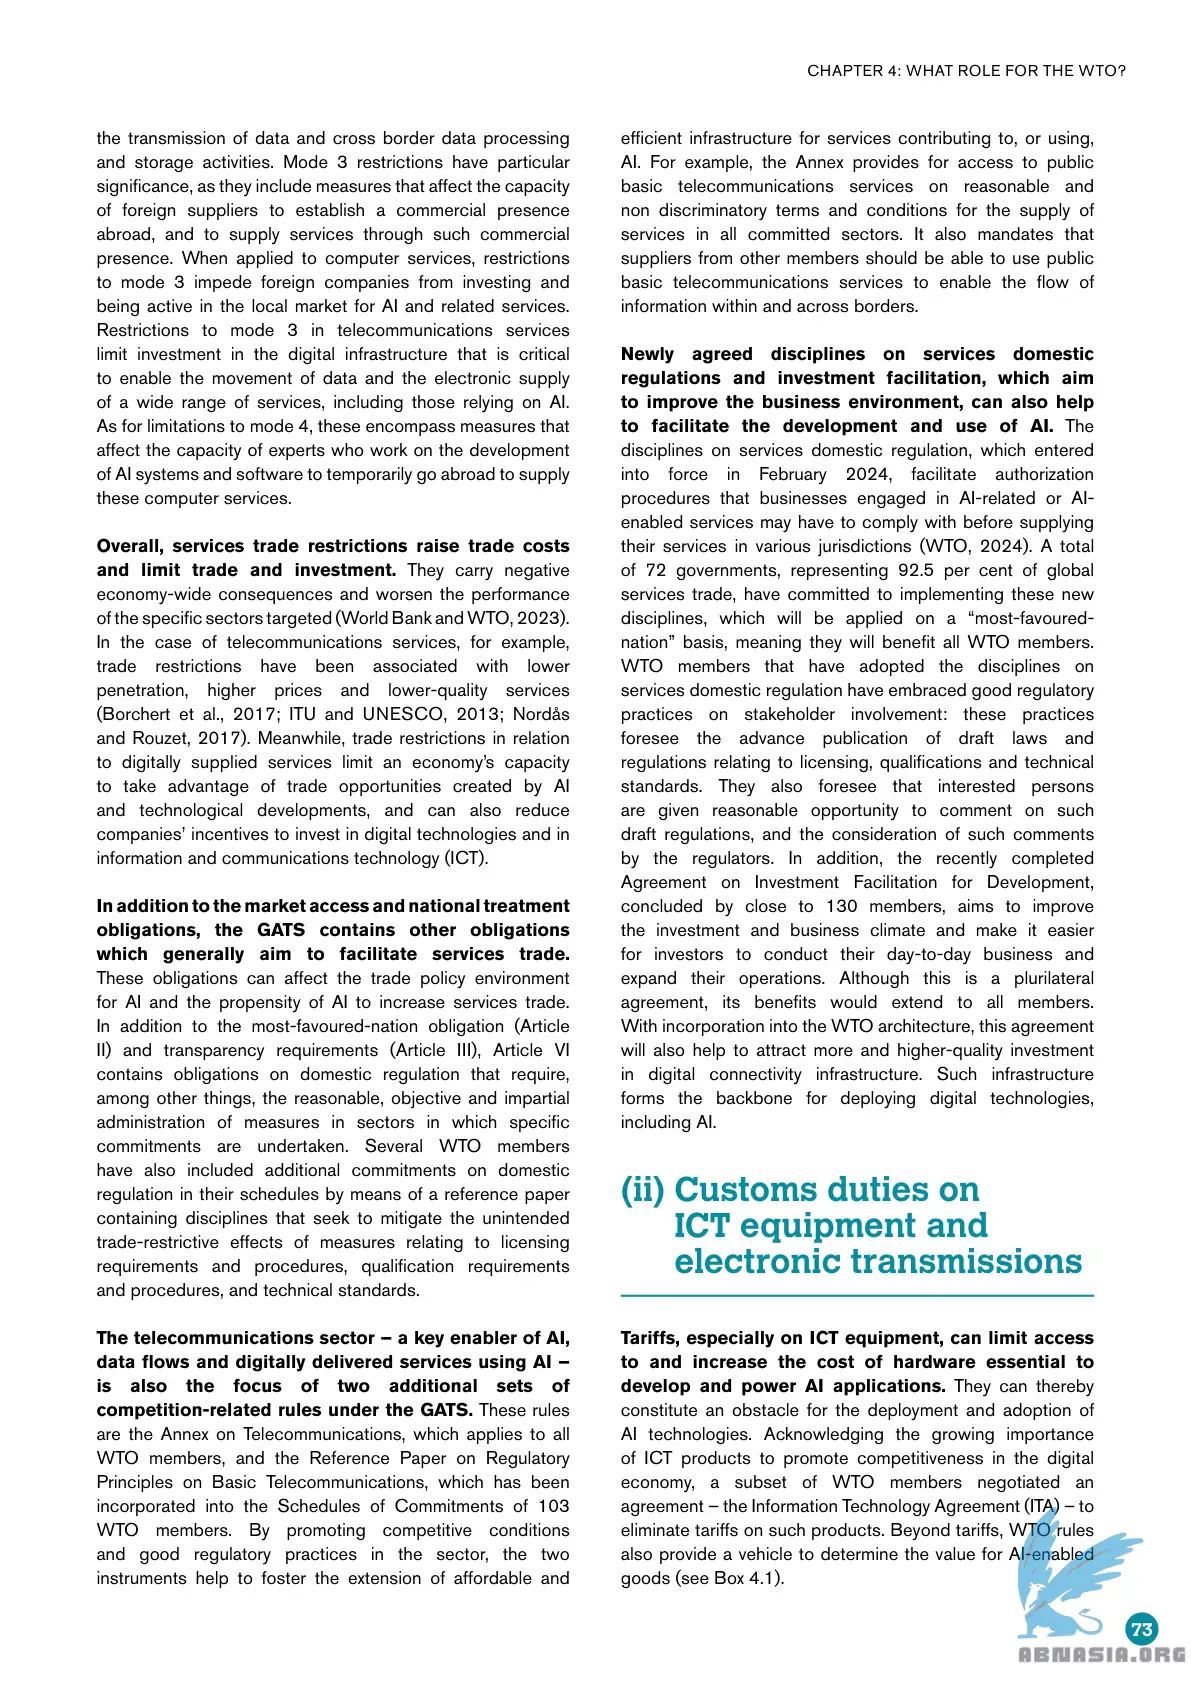 CHAPTER 4: WHAT ROLE FOR THE WTO?
the transmission of data and cross border data processing
and storage activities. Mode 3 restrictions have particular
significance, as they include measures that affect the capacity
of foreign suppliers to establish a commercial presence
abroad, and to supply services through such commercial
presence. When applied to computer services, restrictions
to mode 3 impede foreign companies from investing and
being active in the local market for AI and related services.
Restrictions to mode 3 in telecommunications services
limit investment in the digital infrastructure that is critical
to enable the movement of data and the electronic supply
of a wide range of services, including those relying on AI.
As for limitations to mode 4, these encompass measures that
affect the capacity of experts who work on the development
of AI systems and software to temporarily go abroad to supply
these computer services.
Overall, services trade restrictions raise trade costs
and limit trade and investment. They carry negative
economy-wide consequences and worsen the performance
of the specific sectors targeted (World Bank and WTO, 2023).
In the case of telecommunications services, for example,
trade restrictions have been associated with lower
penetration, higher prices and lower-quality services
(Borchert et al., 2017; ITU and UNESCO, 2013; Nordås
and Rouzet, 2017). Meanwhile, trade restrictions in relation
to digitally supplied services limit an economy’s capacity
to take advantage of trade opportunities created by AI
and technological developments, and can also reduce
companies’ incentives to invest in digital technologies and in
information and communications technology (ICT).
In addition to the market access and national treatment
obligations, the GATS contains other obligations
which generally aim to facilitate services trade.
These obligations can affect the trade policy environment
for AI and the propensity of AI to increase services trade.
In addition to the most-favoured-nation obligation (Article
II) and transparency requirements (Article III), Article VI
contains obligations on domestic regulation that require,
among other things, the reasonable, objective and impartial
administration of measures in sectors in which specific
commitments are undertaken. Several WTO members
have also included additional commitments on domestic
regulation in their schedules by means of a reference paper
containing disciplines that seek to mitigate the unintended
trade-restrictive effects of measures relating to licensing
requirements and procedures, qualification requirements
and procedures, and technical standards.
The telecommunications sector – a key enabler of AI,
data flows and digitally delivered services using AI –
is also the focus of two additional sets of
competition-related rules under the GATS. These rules
are the Annex on Telecommunications, which applies to all
WTO members, and the Reference Paper on Regulatory
Principles on Basic Telecommunications, which has been
incorporated into the Schedules of Commitments of 103
WTO members. By promoting competitive conditions
and good regulatory practices in the sector, the two
instruments help to foster the extension of affordable and
efficient infrastructure for services contributing to, or using,
AI. For example, the Annex provides for access to public
basic telecommunications services on reasonable and
non discriminatory terms and conditions for the supply of
services in all committed sectors. It also mandates that
suppliers from other members should be able to use public
basic telecommunications services to enable the flow of
information within and across borders.
Newly agreed disciplines on services domestic
regulations and investment facilitation, which aim
to improve the business environment, can also help
to facilitate the development and use of AI. The
disciplines on services domestic regulation, which entered
into force in February 2024, facilitate authorization
procedures that businesses engaged in AI-related or AI-
enabled services may have to comply with before supplying
their services in various jurisdictions (WTO, 2024). A total
of 72 governments, representing 92.5 per cent of global
services trade, have committed to implementing these new
disciplines, which will be applied on a “most-favoured-
nation” basis, meaning they will benefit all WTO members.
WTO members that have adopted the disciplines on
services domestic regulation have embraced good regulatory
practices on stakeholder involvement: these practices
foresee the advance publication of draft laws and
regulations relating to licensing, qualifications and technical
standards. They also foresee that interested persons
are given reasonable opportunity to comment on such
draft regulations, and the consideration of such comments
by the regulators. In addition, the recently completed
Agreement on Investment Facilitation for Development,
concluded by close to 130 members, aims to improve
the investment and business climate and make it easier
for investors to conduct their day-to-day business and
expand their operations. Although this is a plurilateral
agreement, its benefits would extend to all members.
With incorporation into the WTO architecture, this agreement
will also help to attract more and higher-quality investment
in digital connectivity infrastructure. Such infrastructure
forms the backbone for deploying digital technologies,
including AI.
(ii) Customs duties on
ICT equipment and
electronic transmissions
Tariffs, especially on ICT equipment, can limit access
to and increase the cost of hardware essential to
develop and power AI applications. They can thereby
constitute an obstacle for the deployment and adoption of
AI technologies. Acknowledging the growing importance
of ICT products to promote competitiveness in the digital
economy, a subset of WTO members negotiated an
agreement – the Information Technology Agreement (ITA) – to
eliminate tariffs on such products. Beyond tariffs, WTO rules
also provide a vehicle to determine the value for AI-enabled
goods (see Box 4.1).
73
ABNASIA.ORG